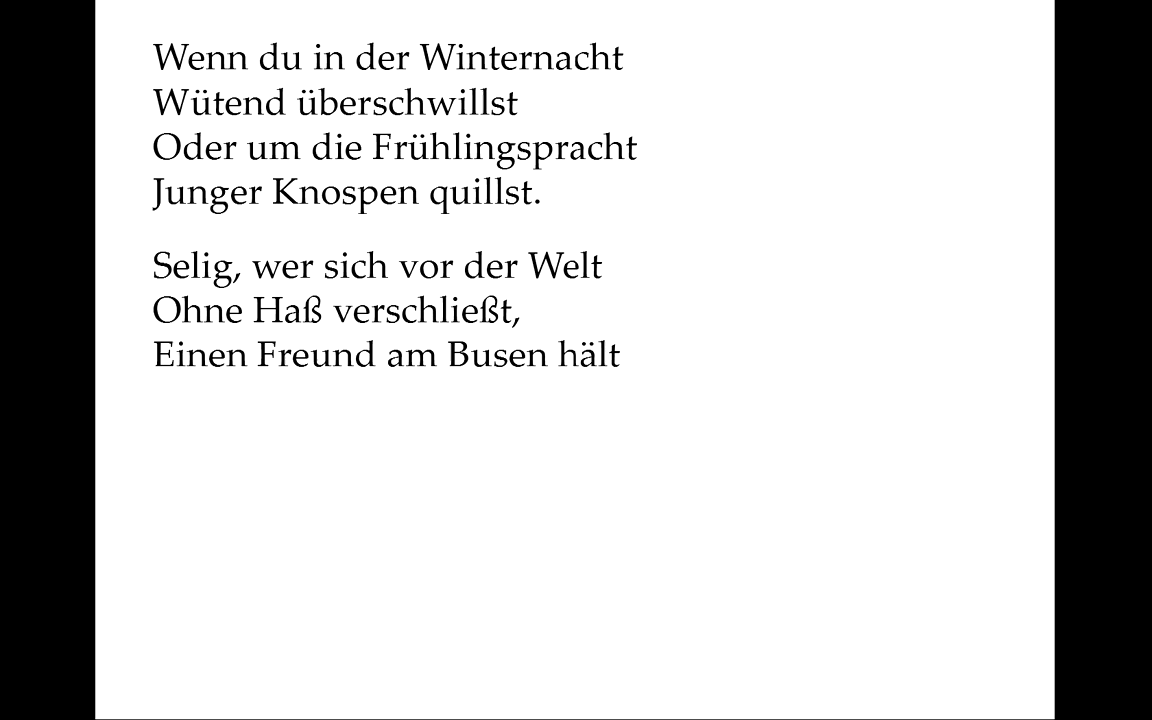 Wenn du in der Winternacht
Wütend überschwillst
Oder um die Frühlingspracht
Junger Knospen quillst.
Selig, wer sich vor der Welt
Ohne Haß verschließt,
Einen Freund am Busen hält